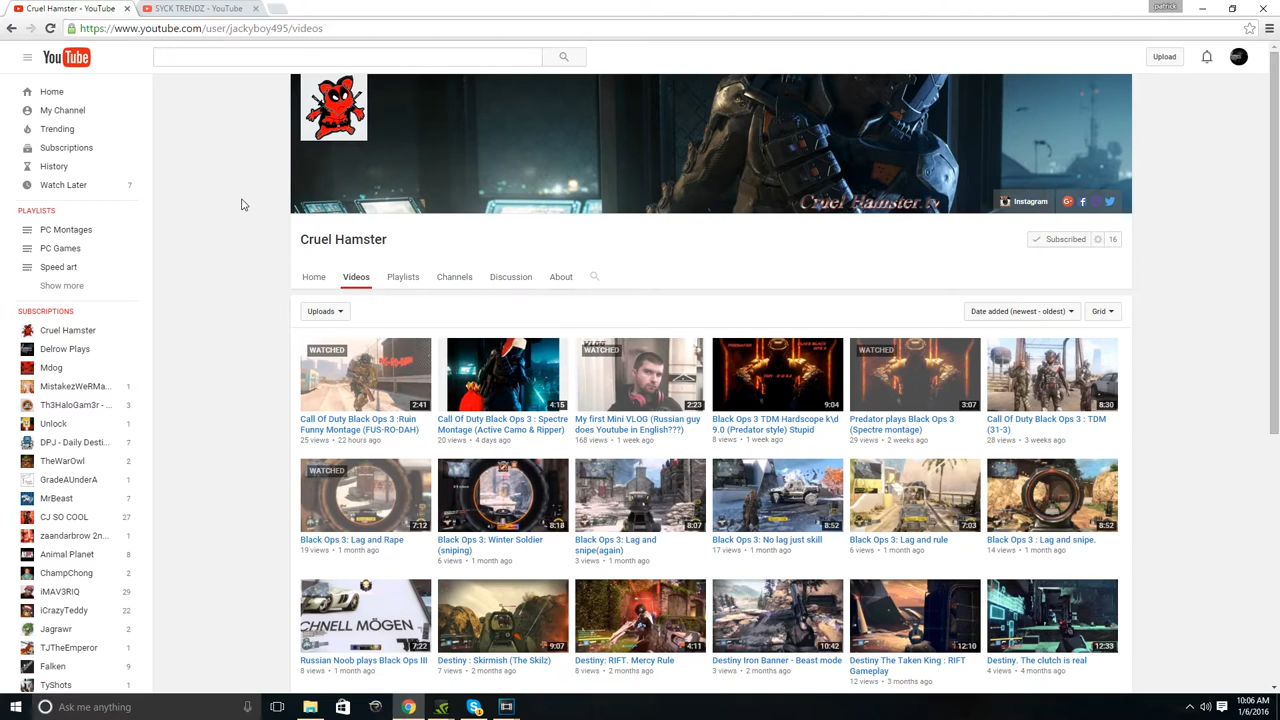 Cruel Hamster - YouTube
SYCK TRENDZ - YouTube
patrick
https://www.youtube.com/user/jackyboy495/videos
YouTube
Upload
Home
My Channel
Trending
Subscriptions
History
Watch Later 7
PLAYLISTS
PC Montages
PC Games
Speed art
Show more
SUBSCRIPTIONS
Cruel Hamster
Delrow Plays
Mdog
MistakezWeRMa... 1
Th3HaloGam3r - ... 3
Unlock 1
DPJ - Daily Desti... 7
TheWarOwl 2
GradeAUnderA 1
MrBeast 7
CJ SO COOL 27
zaandarbrow 2n... 1
Animal Planet 8
ChampChong 2
iMAV3RIQ 29
iCrazyTeddy 22
Jagrawr 2
TJTheEmperor 1
Falken 9
TyShots 1
Cruel Hamster.tv
Instagram
Cruel Hamster
Subscribed 16
Home Videos Playlists Channels Discussion About
Uploads
Date added (newest - oldest)
Grid
WATCHED
2:41
4:15
VLOG
WATCHED
2:23
9:04
WATCHED
3:07
8:30
Call Of Duty Black Ops 3 :Ruin
Funny Montage (FUS-RO-DAH)
25 views • 22 hours ago
Call Of Duty Black Ops 3 : Spectre
Montage (Active Camo & Ripper)
20 views • 4 days ago
My first Mini VLOG (Russian guy
does Youtube in English???)
168 views • 1 week ago
Black Ops 3 TDM Hardscope k\d
9.0 (Predator style) Stupid
8 views • 1 week ago
Predator plays Black Ops 3
(Spectre montage)
29 views • 2 weeks ago
Call Of Duty Black Ops 3 : TDM
(31-3)
28 views • 3 weeks ago
WATCHED
7:12
8:18
8:07
8:52
7:03
8:52
Black Ops 3: Lag and Rape
19 views • 1 month ago
Black Ops 3: Winter Soldier
(sniping)
6 views • 1 month ago
Black Ops 3: Lag and
snipe(again)
3 views • 1 month ago
Black Ops 3: No lag just skill
17 views • 1 month ago
Black Ops 3: Lag and rule
6 views • 1 month ago
Black Ops 3 : Lag and snipe.
14 views • 1 month ago
CHNELL MÖGEN
7:22
9:07
4:11
10:42
12:10
12:33
Russian Noob plays Black Ops III
8 views • 1 month ago
Destiny : Skirmish (The Skilz)
7 views • 2 months ago
Destiny: RIFT. Mercy Rule
8 views • 2 months ago
Destiny Iron Banner - Beast mode
3 views • 2 months ago
Destiny The Taken King : RIFT
Gameplay
12 views • 3 months ago
Destiny. The clutch is real
4 views • 4 months ago
Ask me anything
10:06 AM
1/6/2016